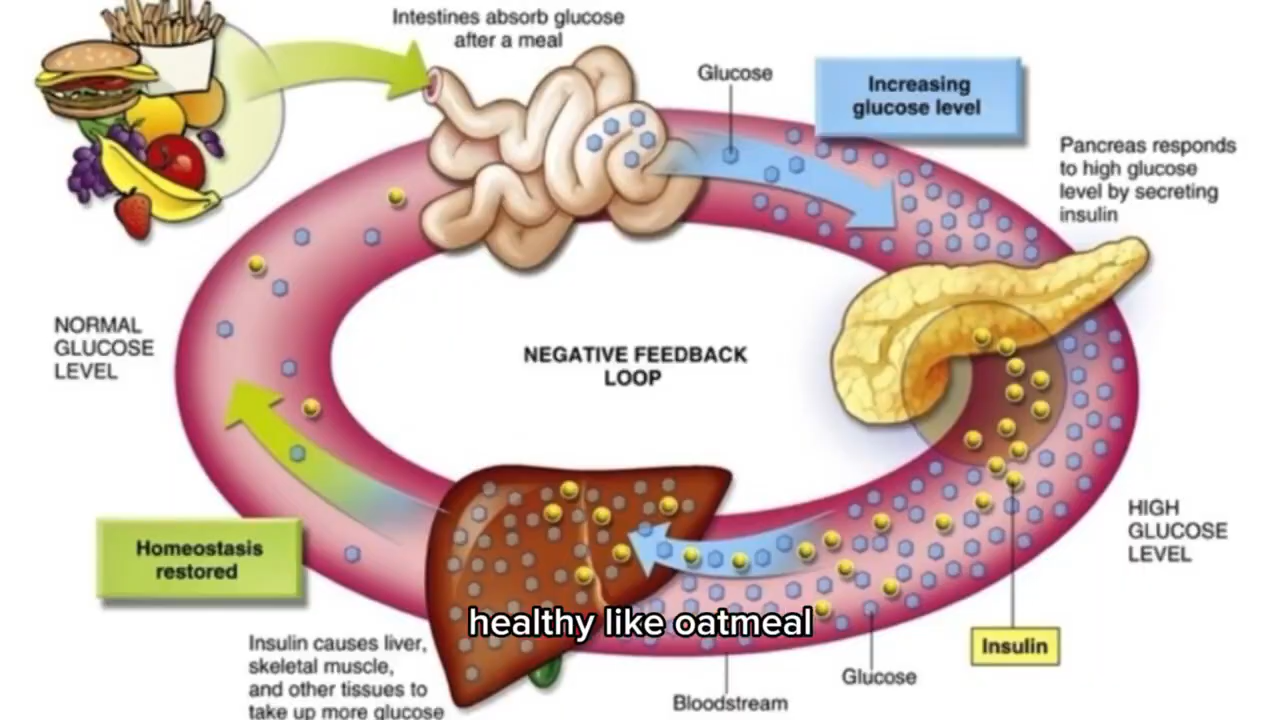 Intestines absorb glucose
after a meal
Glucose
Increasing
glucose level
Pancreas responds
to high glucose
level by secreting
insulin
NORMAL
GLUCOSE
LEVEL
NEGATIVE FEEDBACK
LOOP
HIGH
GLUCOSE
LEVEL
Homeostasis
restored
healthy like oatmeal
Insulin
Insulin causes liver,
skeletal muscle,
and other tissues to
take up more glucose
Glucose
Bloodstream